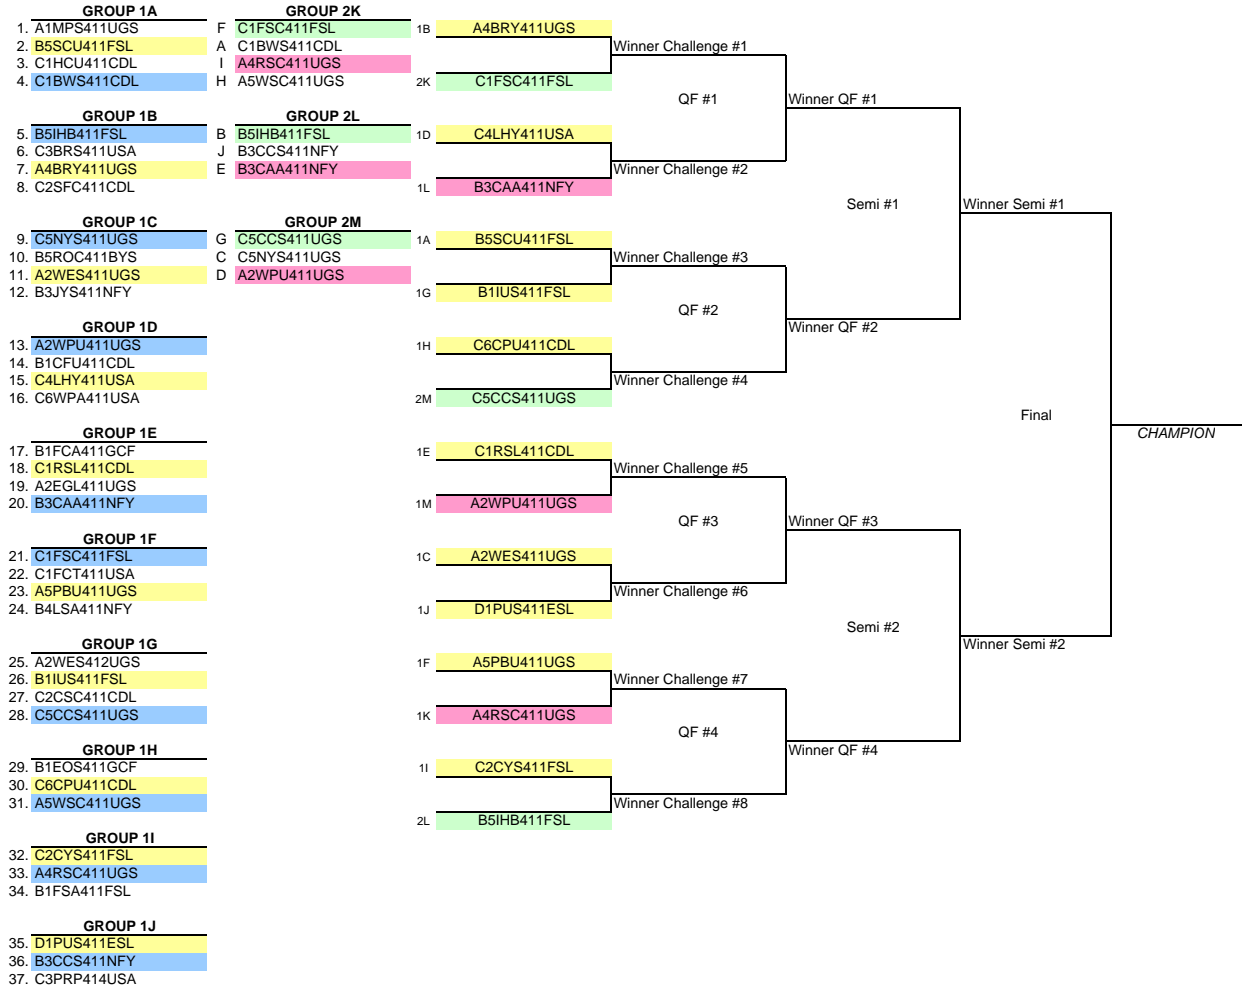 GROUP 1A
1. A1MPS411UGS
2. B5SCU411FSL
3. C1HCU411CDL
4. C1BWS411CDL
GROUP 1B
5. B5IHB411FSL
6. C3BRS411USA
7. A4BRY411UGS
8. C2SFC411CDL
GROUP 1C
9. C5NYS411UGS
10. B5ROC411BYS
11. A2WES411UGS
12. B3JYS411NFY
GROUP 1D
13. A2WPU411UGS
14. B1CFU411CDL
15. C4LHY411USA
16. C6WPA411USA
GROUP 1E
17. B1FCA411GCF
18. C1RSL411CDL
19. A2EGL411UGS
20. B3CAA411NFY
GROUP 1F
21. C1FSC411FSL
22. C1FCT411USA
23. A5PBU411UGS
24. B4LSA411NFY
GROUP 1G
25. A2WES412UGS
26. B1IUS411FSL
27. C2CSC411CDL
28. C5CCS411UGS
GROUP 1H
29. B1EOS411GCF
30. C6CPU411CDL
31. A5WSC411UGS
GROUP 1I
32. C2CYS411FSL
33. A4RSC411UGS
34. B1FSA411FSL
GROUP 1J
35. D1PUS411ESL
36. B3CCS411NFY
37. C3PRP414USA
GROUP 2K
F C1FSC411FSL
A C1BWS411CDL
I A4RSC411UGS
H A5WSC411UGS
GROUP 2L
B B5IHB411FSL
J B3CCS411NFY
E B3CAA411NFY
GROUP 2M
G C5CCS411UGS
C C5NYS411UGS
D A2WPU411UGS
1B A4BRY411UGS
2K C1FSC411FSL
1D C4LHY411USA
1L B3CAA411NFY
1A B5SCU411FSL
1G B1IUS411FSL
1H C6CPU411CDL
2M C5CCS411UGS
1E C1RSL411CDL
1M A2WPU411UGS
1C A2WES411UGS
1J D1PUS411ESL
1F A5PBU411UGS
1K A4RSC411UGS
1I C2CYS411FSL
2L B5IHB411FSL
Winner Challenge #1
QF #1
Winner Challenge #2
Winner Challenge #3
QF #2
Winner Challenge #4
Winner Challenge #5
QF #3
Winner Challenge #6
Winner Challenge #7
QF #4
Winner Challenge #8
Winner QF #1
Semi #1
Winner QF #2
Winner QF #3
Semi #2
Winner QF #4
Winner Semi #1
Final
Winner Semi #2
CHAMPION